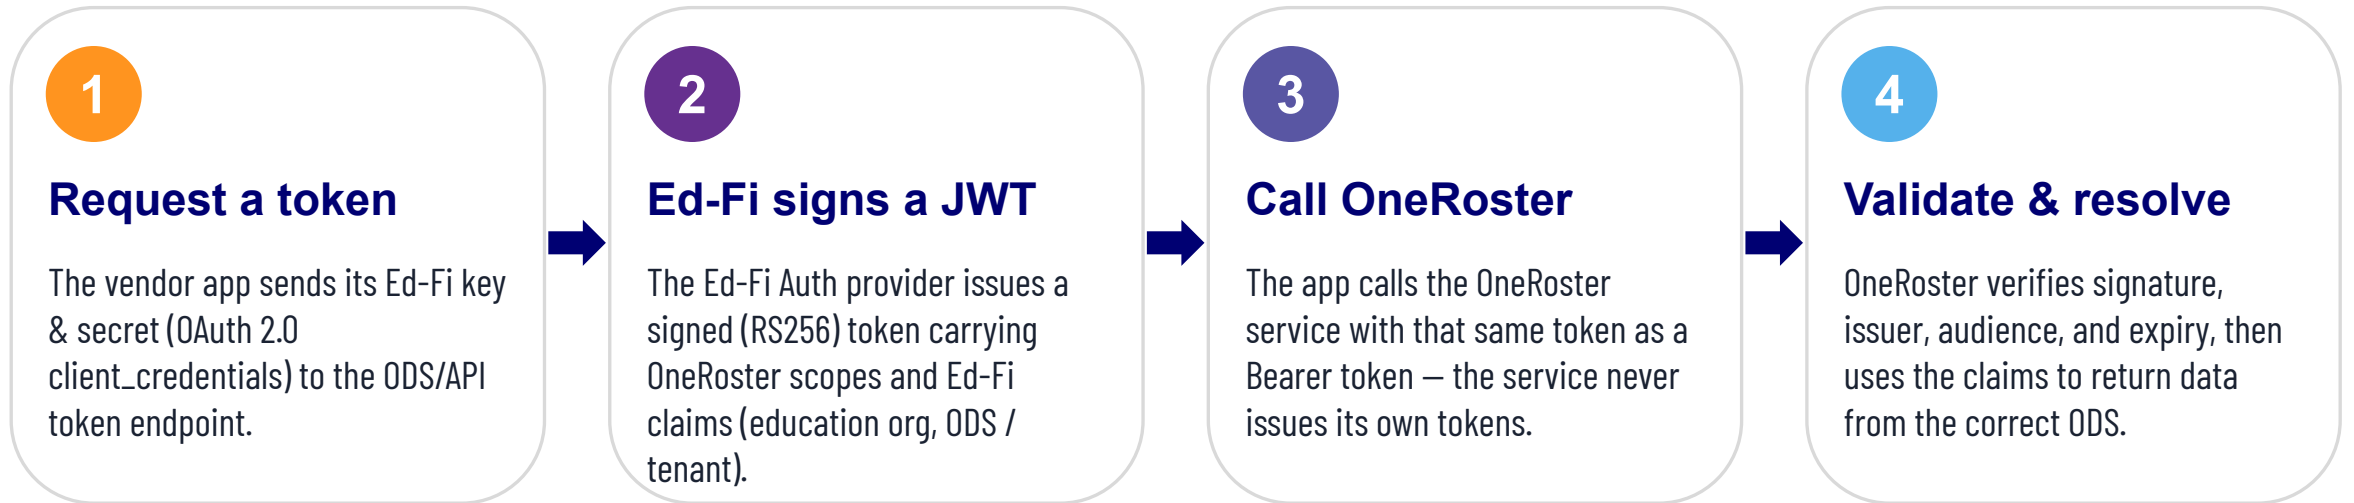 1
Request a token
The vendor app sends its Ed-Fi key
& secret (OAuth 2.0
client_credentials) to the ODS/API
token endpoint.
2
Ed-Fi signs a JWT
The Ed-Fi Auth provider issues a
signed (RS256) token carrying
OneRoster scopes and Ed-Fi
claims (education org, ODS /
tenant).
3
Call OneRoster
The app calls the OneRoster
service with that same token as a
Bearer token — the service never
issues its own tokens.
4
Validate & resolve
OneRoster verifies signature,
issuer, audience, and expiry, then
uses the claims to return data
from the correct ODS.